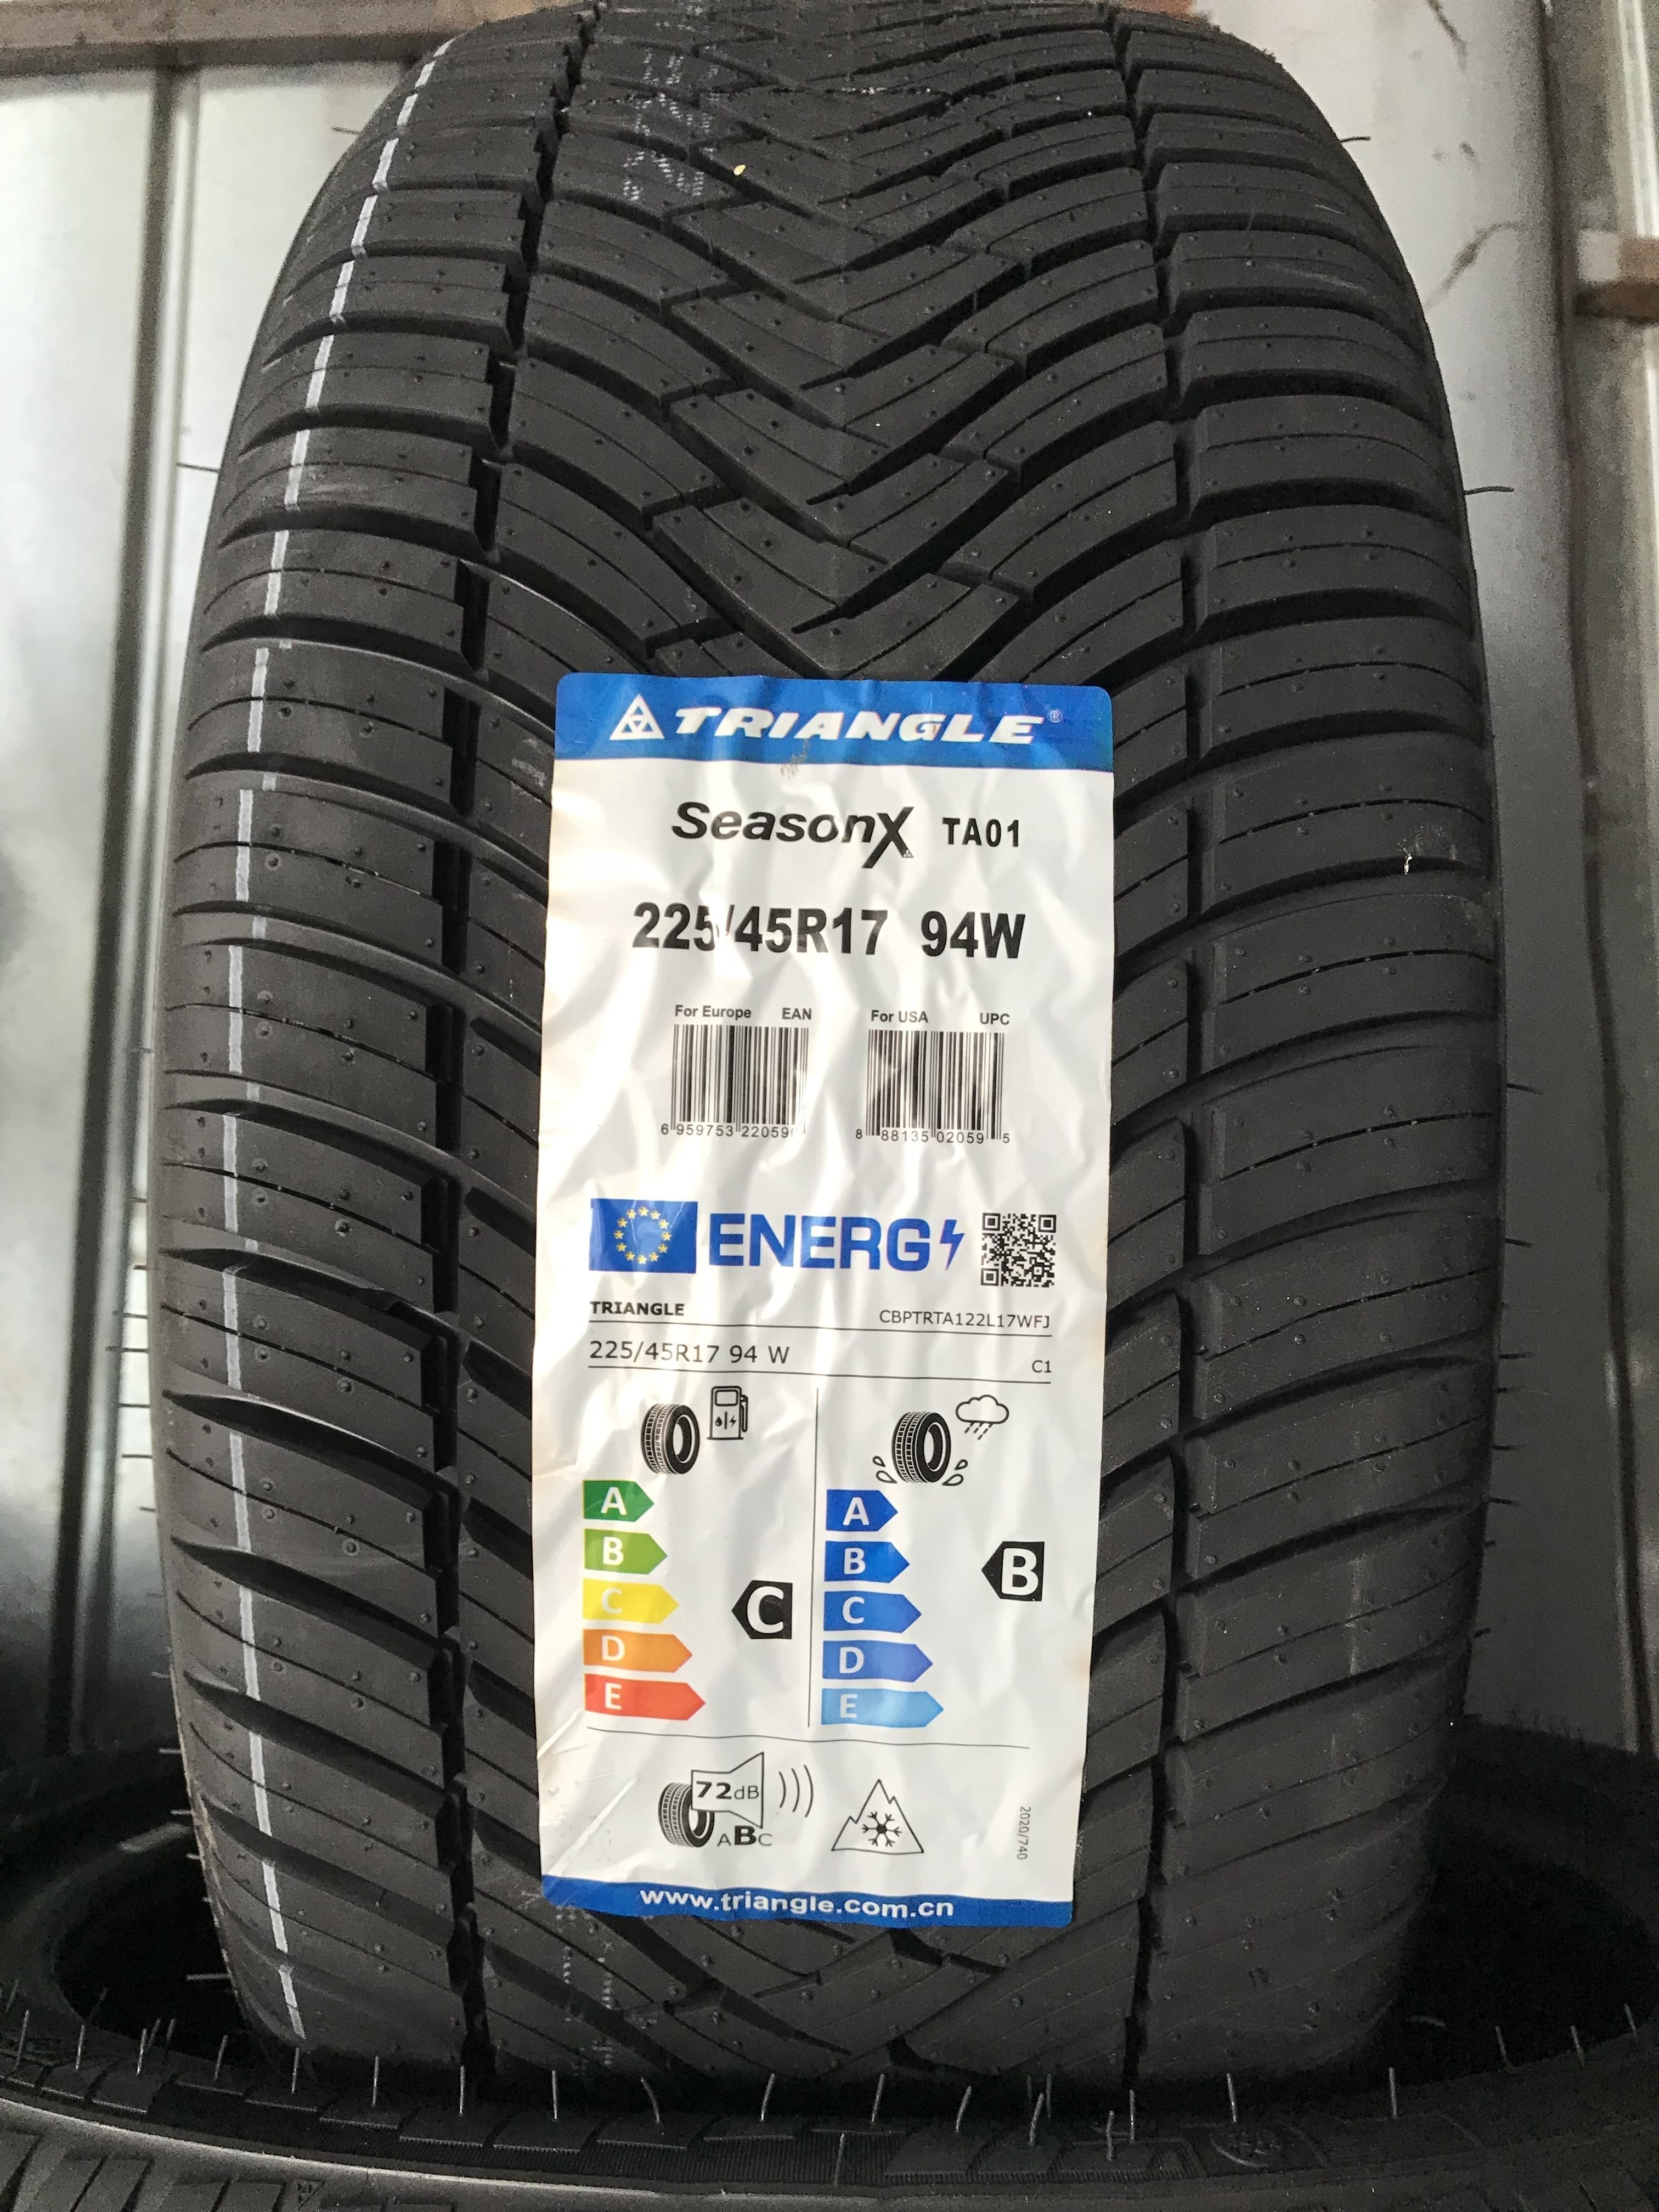 TRIANGLE®
SeasonX TA01
225/45R17 94W
For Europe EAN For USA UPC
6 959753 22059 8 88135 02059 5
ENERG
TRIANGLE CBPTRTA122L17WFJ
225/45R17 94 W C1
A A
B B B
C C C
D D
E E
72dB
ABC
2020/740
www.triangle.com.cn